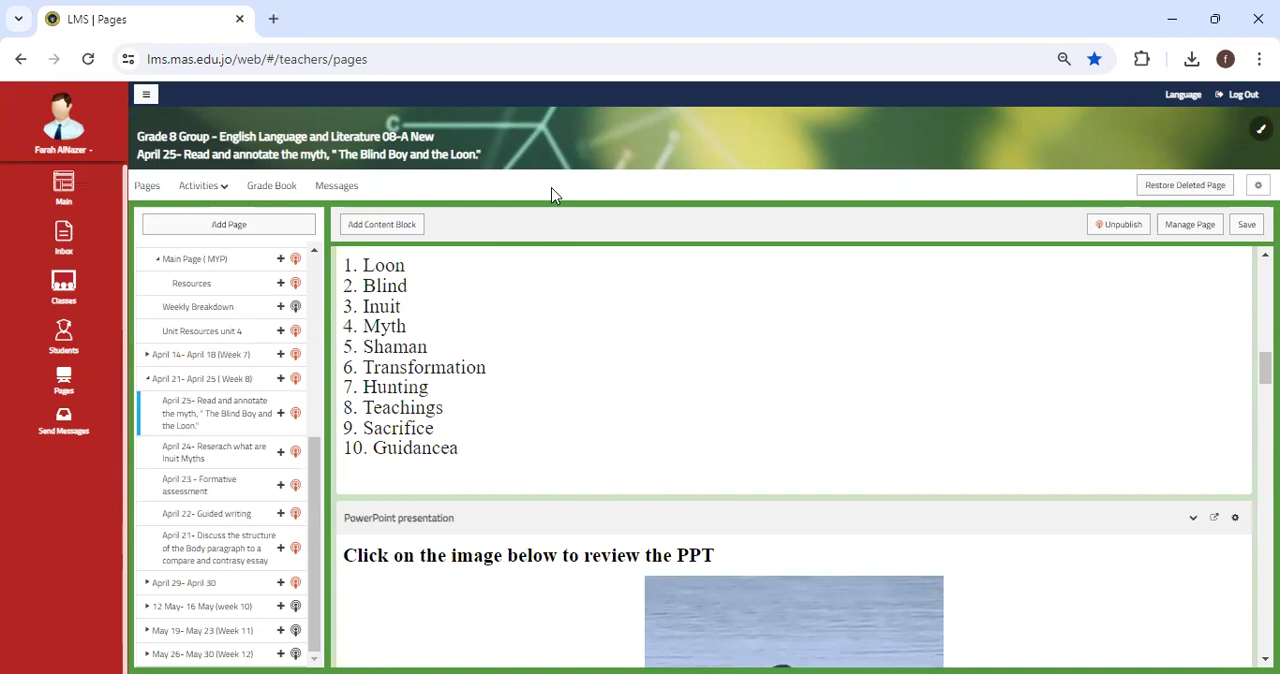 LMS | Pages
lms.mas.edu.jo/web/#/teachers/pages
f
Language
Log Out
Farah AlNazer
Grade 8 Group - English Language and Literature 08-A New
April 25- Read and annotate the myth, " The Blind Boy and the Loon."
Main
Inbox
Classes
Students
Pages
Send Messages
Pages
Activities
Grade Book
Messages
Restore Deleted Page
Add Page
Main Page ( MYP)
Resources
Weekly Breakdown
Unit Resources unit 4
April 14- April 18 (Week 7)
April 21- April 25 ( Week 8)
April 25- Read and annotate
the myth, " The Blind Boy and
the Loon."
April 24- Reserach what are
Inuit Myths
April 23 - Formative
assessment
April 22- Guided writing
April 21- Discuss the structure
of the Body paragraph to a
compare and contrasy essay
April 29- April 30
12 May- 16 May (week 10)
May 19- May 23 (Week 11)
May 26- May 30 (Week 12)
Add Content Block
Unpublish
Manage Page
Save
1. Loon
2. Blind
3. Inuit
4. Myth
5. Shaman
6. Transformation
7. Hunting
8. Teachings
9. Sacrifice
10. Guidancea
PowerPoint presentation
Click on the image below to review the PPT